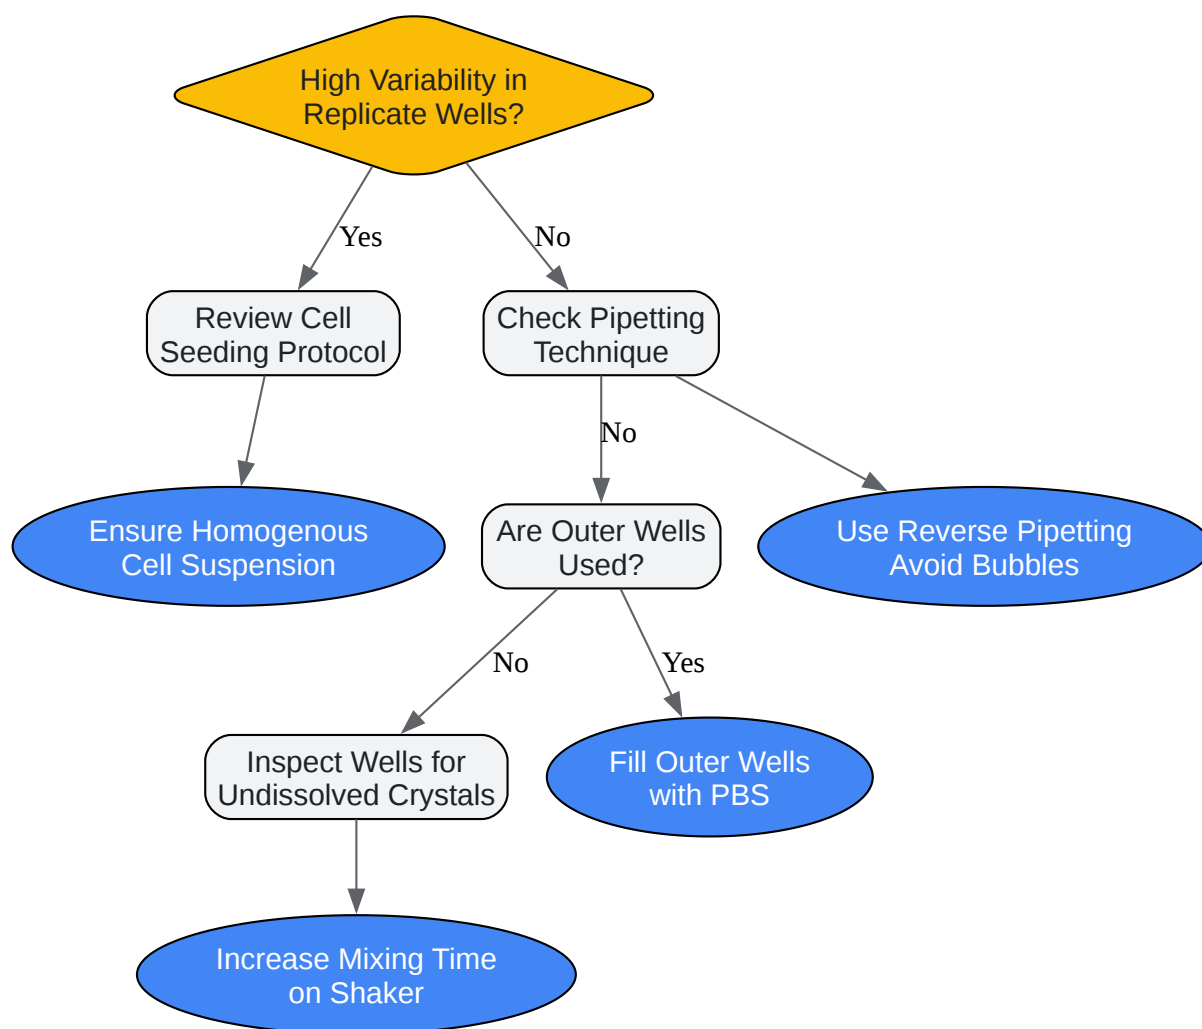 High Variability in
Replicate Wells?
Yes
No
Review Cell
Seeding Protocol
Check Pipetting
Technique
No
Ensure Homogenous
Cell Suspension
Are Outer Wells
Used?
Use Reverse Pipetting
Avoid Bubbles
No
Yes
Inspect Wells for
Undissolved Crystals
Fill Outer Wells
with PBS
Increase Mixing Time
on Shaker